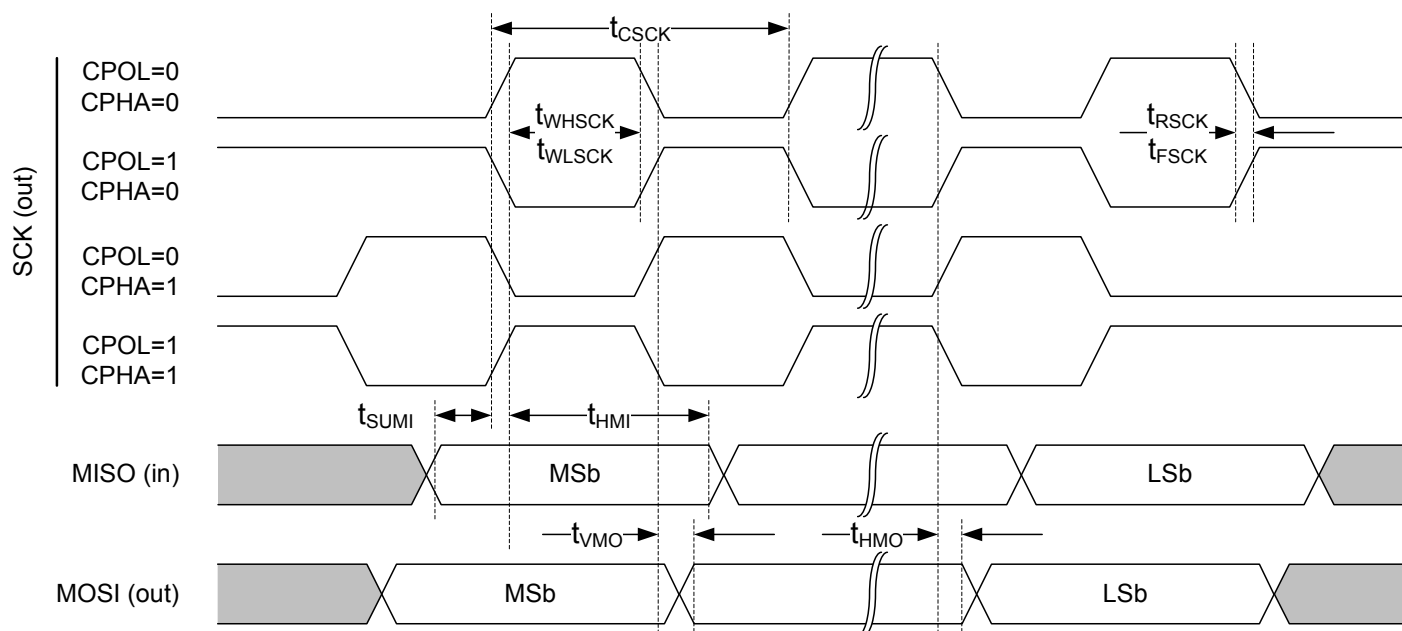 tCSCK
SCK (out)
CPOL=0
CPHA=0
tWHSCK
tWLSCK
tRSCK
tFSCK
CPOL=1
CPHA=0
CPOL=0
CPHA=1
CPOL=1
CPHA=1
tSUMI
tHMI
MISO (in)
MSb
LSb
tVMO
tHMO
MOSI (out)
MSb
LSb